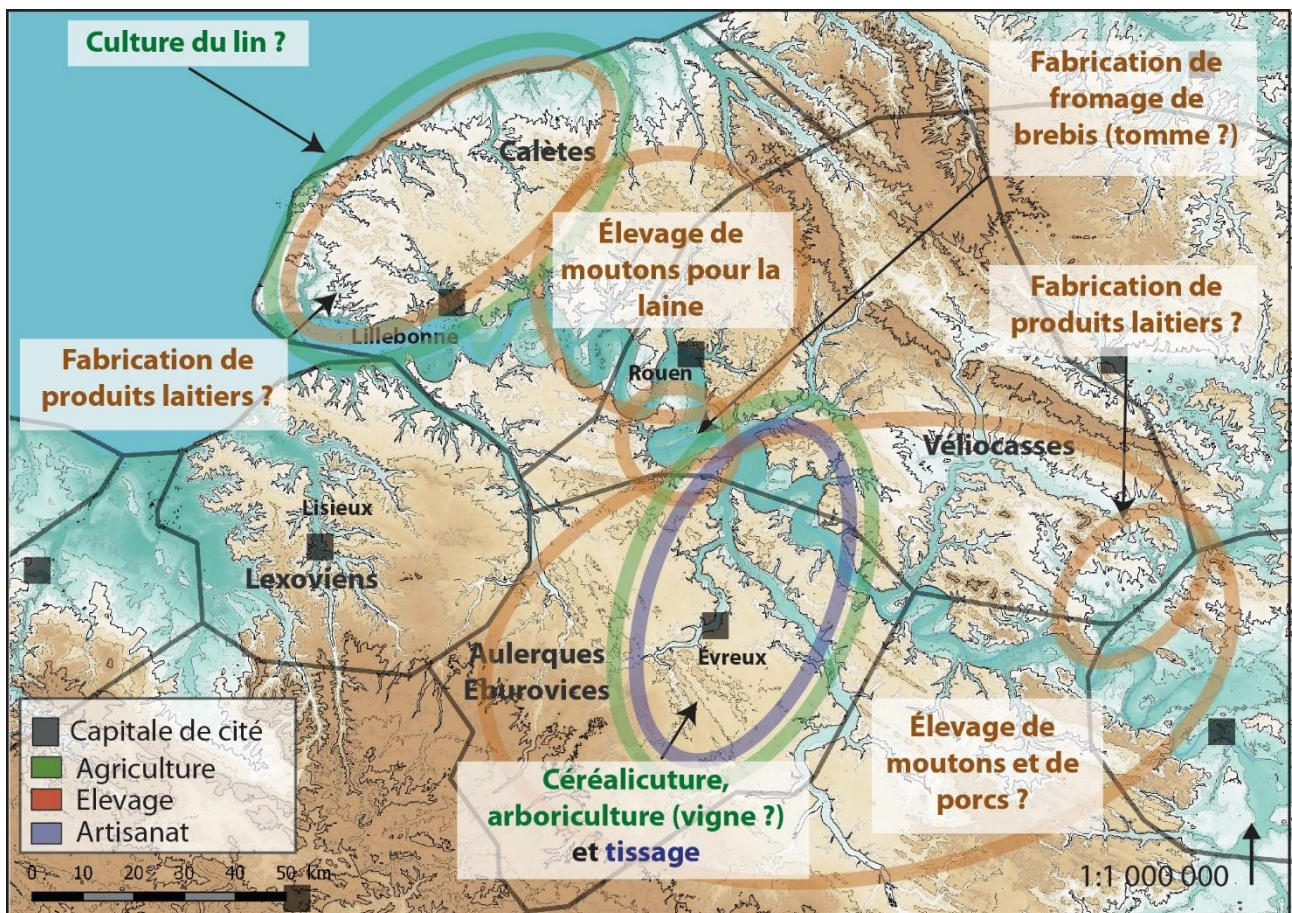 Culture du lin ?
Fabrication de
fromage de
brebis (tomme ?)
Calètes
Élevage de
moutons pour la
laine
Fabrication de
produits laitiers ?
Lillebonne
Fabrication de
produits laitiers ?
Rouen
Véliocasses
Lisieux
Lexoviens
Aulerques
Eburovices
Evreux
Capitale de cité
Agriculture
Elevage
Artisanat
0 10 20 30 40 50 km
Céréalicuture,
arboriculture (vigne ?)
et tissage
Élevage de
moutons et de
porcs ?
1:1 000 000